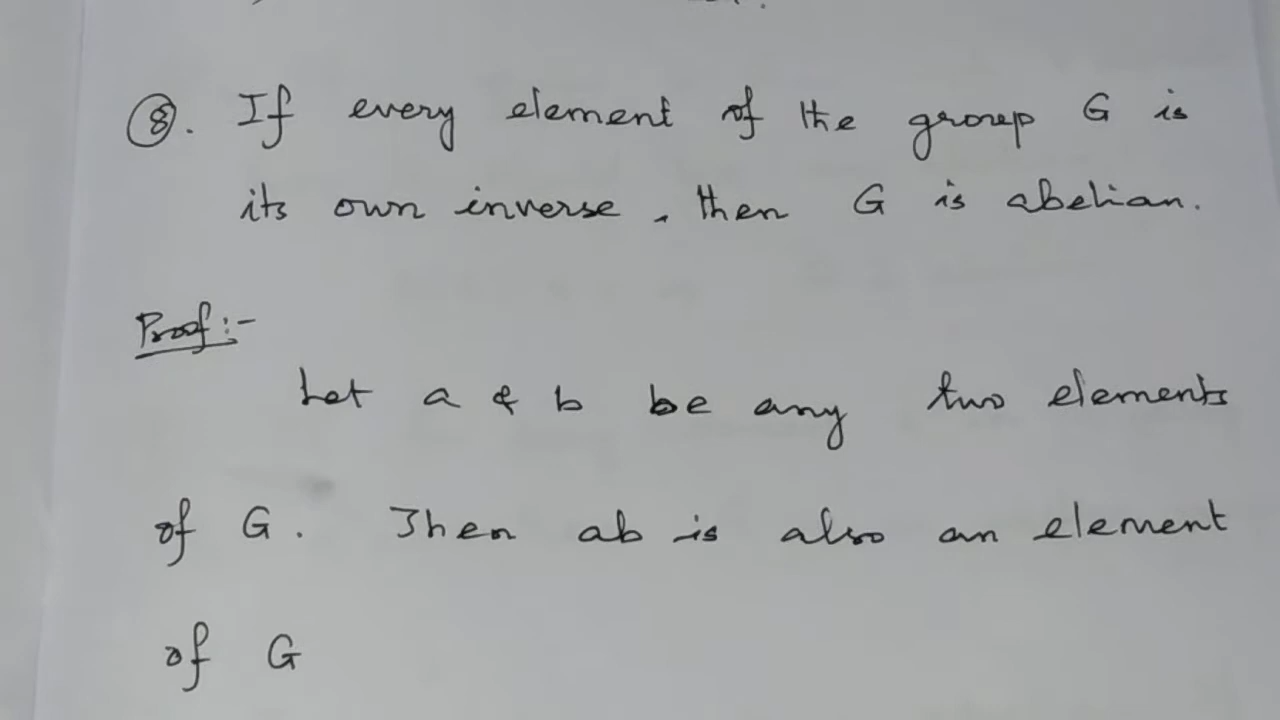 ⑧. If every element of the group G is
its own inverse, then G is abelian.
Proof:-
Let a & b be any two elements
of G. Then ab is also an element
of G